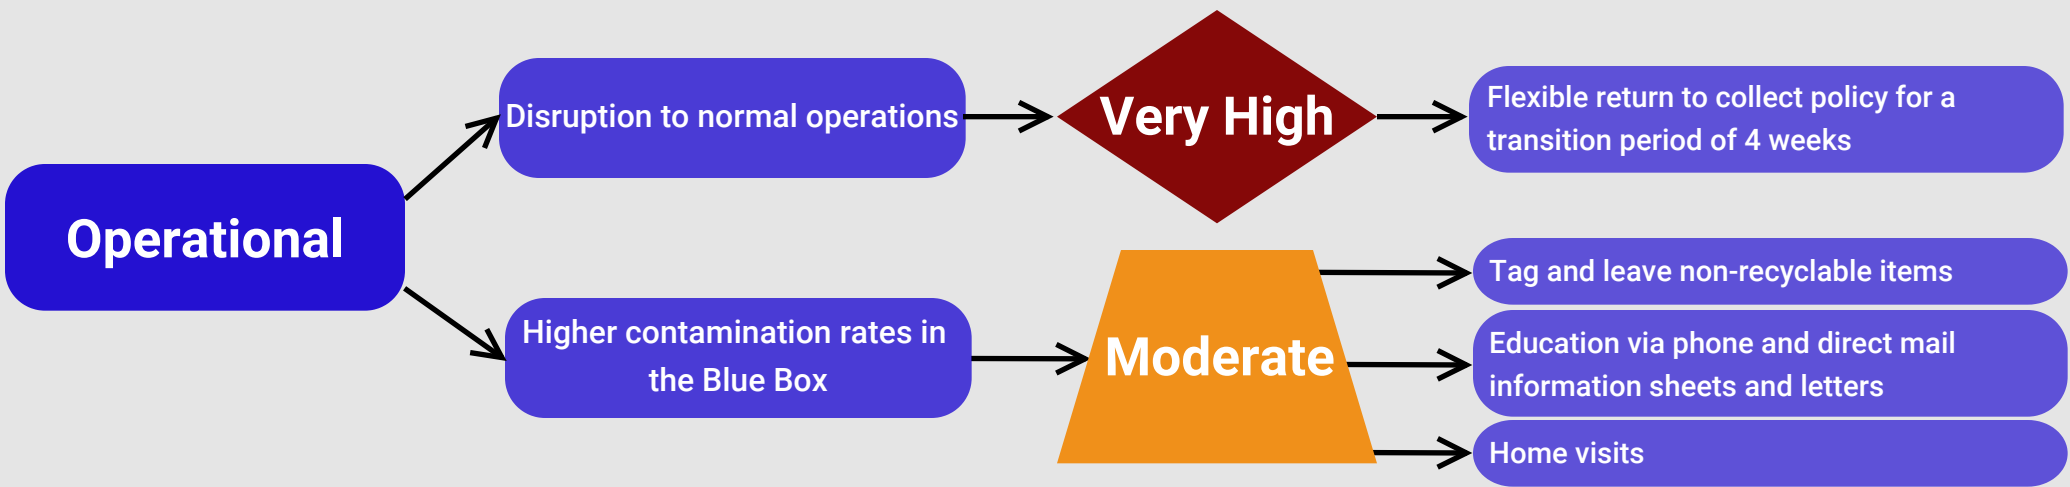 Operational
Disruption to normal operations
Very High
Flexible return to collect policy for a
transition period of 4 weeks
Higher contamination rates in
the Blue Box
Moderate
Tag and leave non-recyclable items
Education via phone and direct mail
information sheets and letters
Home visits